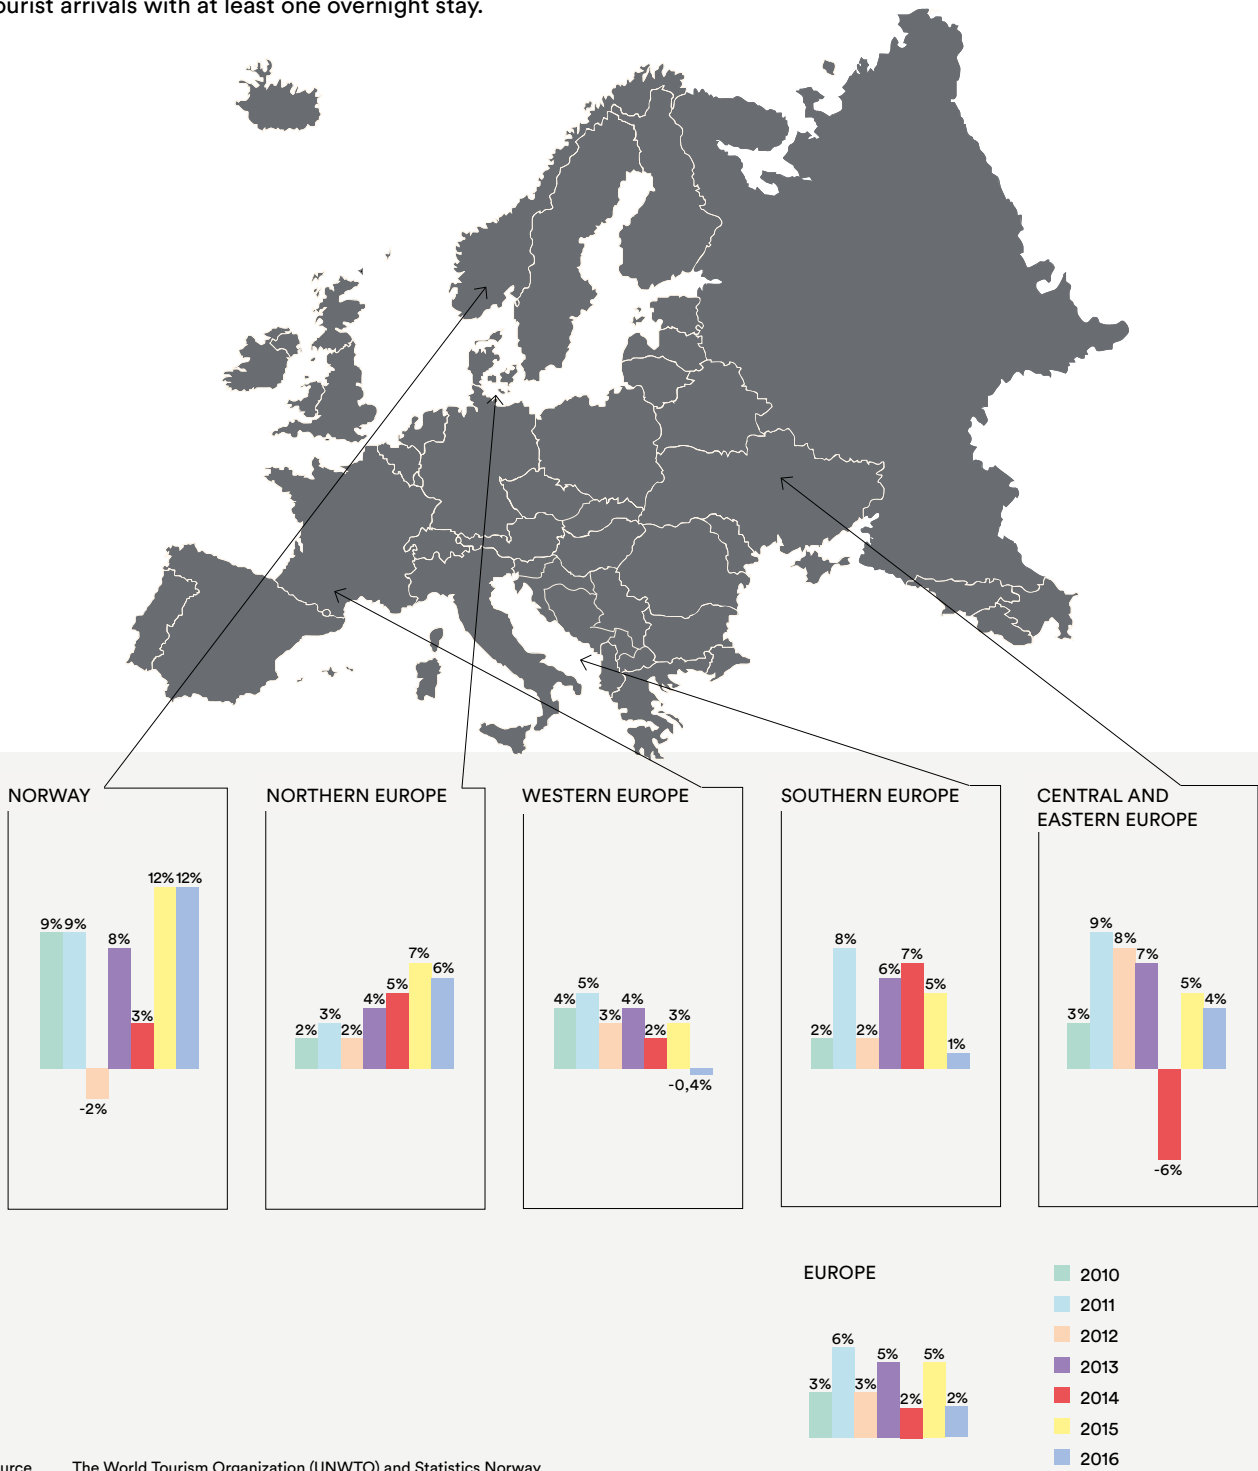 ourist arrivals with at least one overnight stay.
NORWAY
9% 9% -2% 8% 3% 12% 12%
NORTHERN EUROPE
2% 3% 2% 4% 5% 7% 6%
WESTERN EUROPE
4% 5% 3% 4% 2% 3% -0,4%
SOUTHERN EUROPE
2% 8% 2% 6% 7% 5% 1%
CENTRAL AND
EASTERN EUROPE
3% 9% 8% 7% -6% 5% 4%
EUROPE
3% 6% 3% 5% 2% 5% 2%
2010
2011
2012
2013
2014
2015
2016
urce The World Tourism Organization (UNWTO) and Statistics Norway